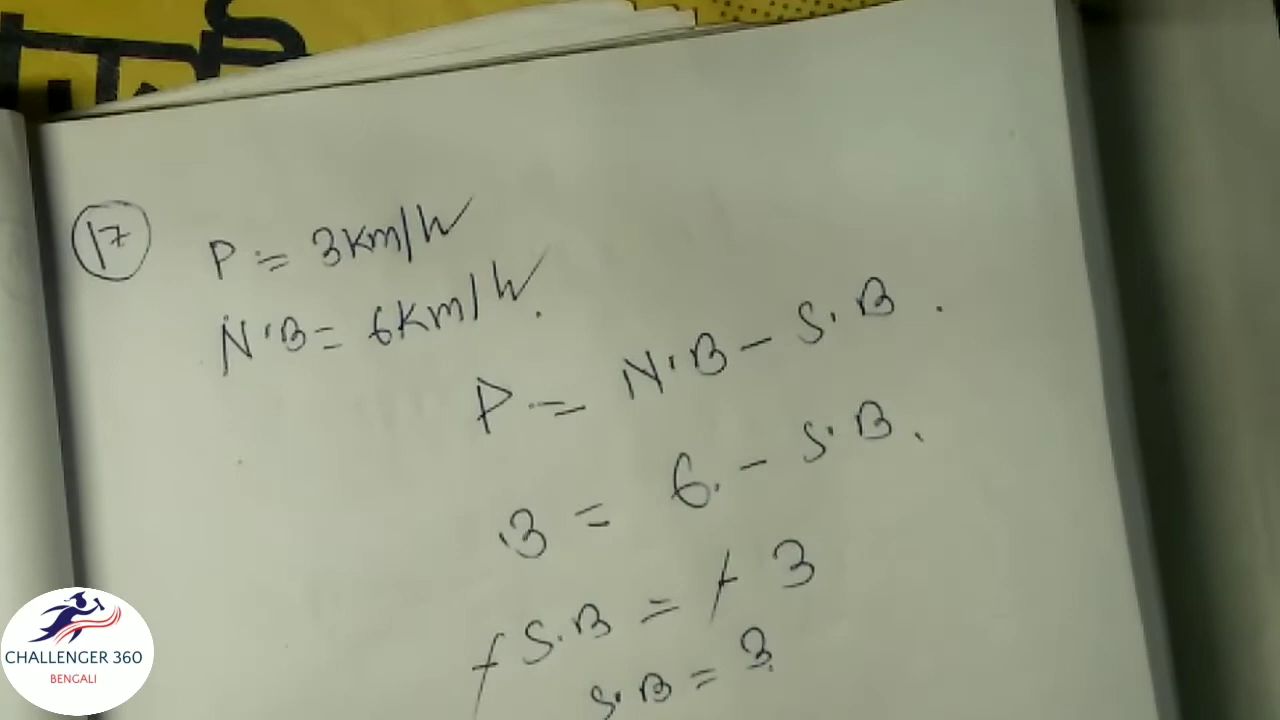 17
P = 3km/h
N.B = 6km/h.
P = N.B - S.B.
3 = 6. - S.B.
+ S.B = + 3
S.B = 3.
CHALLENGER 360
BENGALI